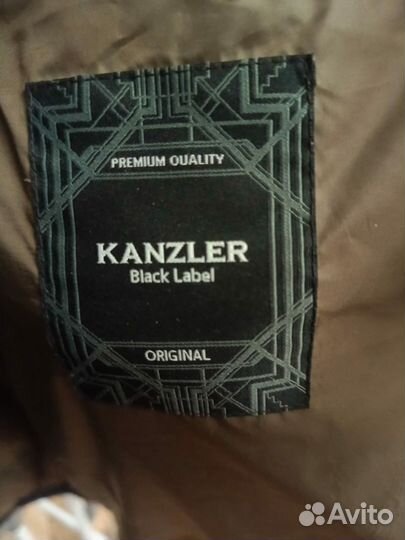 PREMIUM QUALITY
KANZLER
Black Label
ORIGINAL
Avito